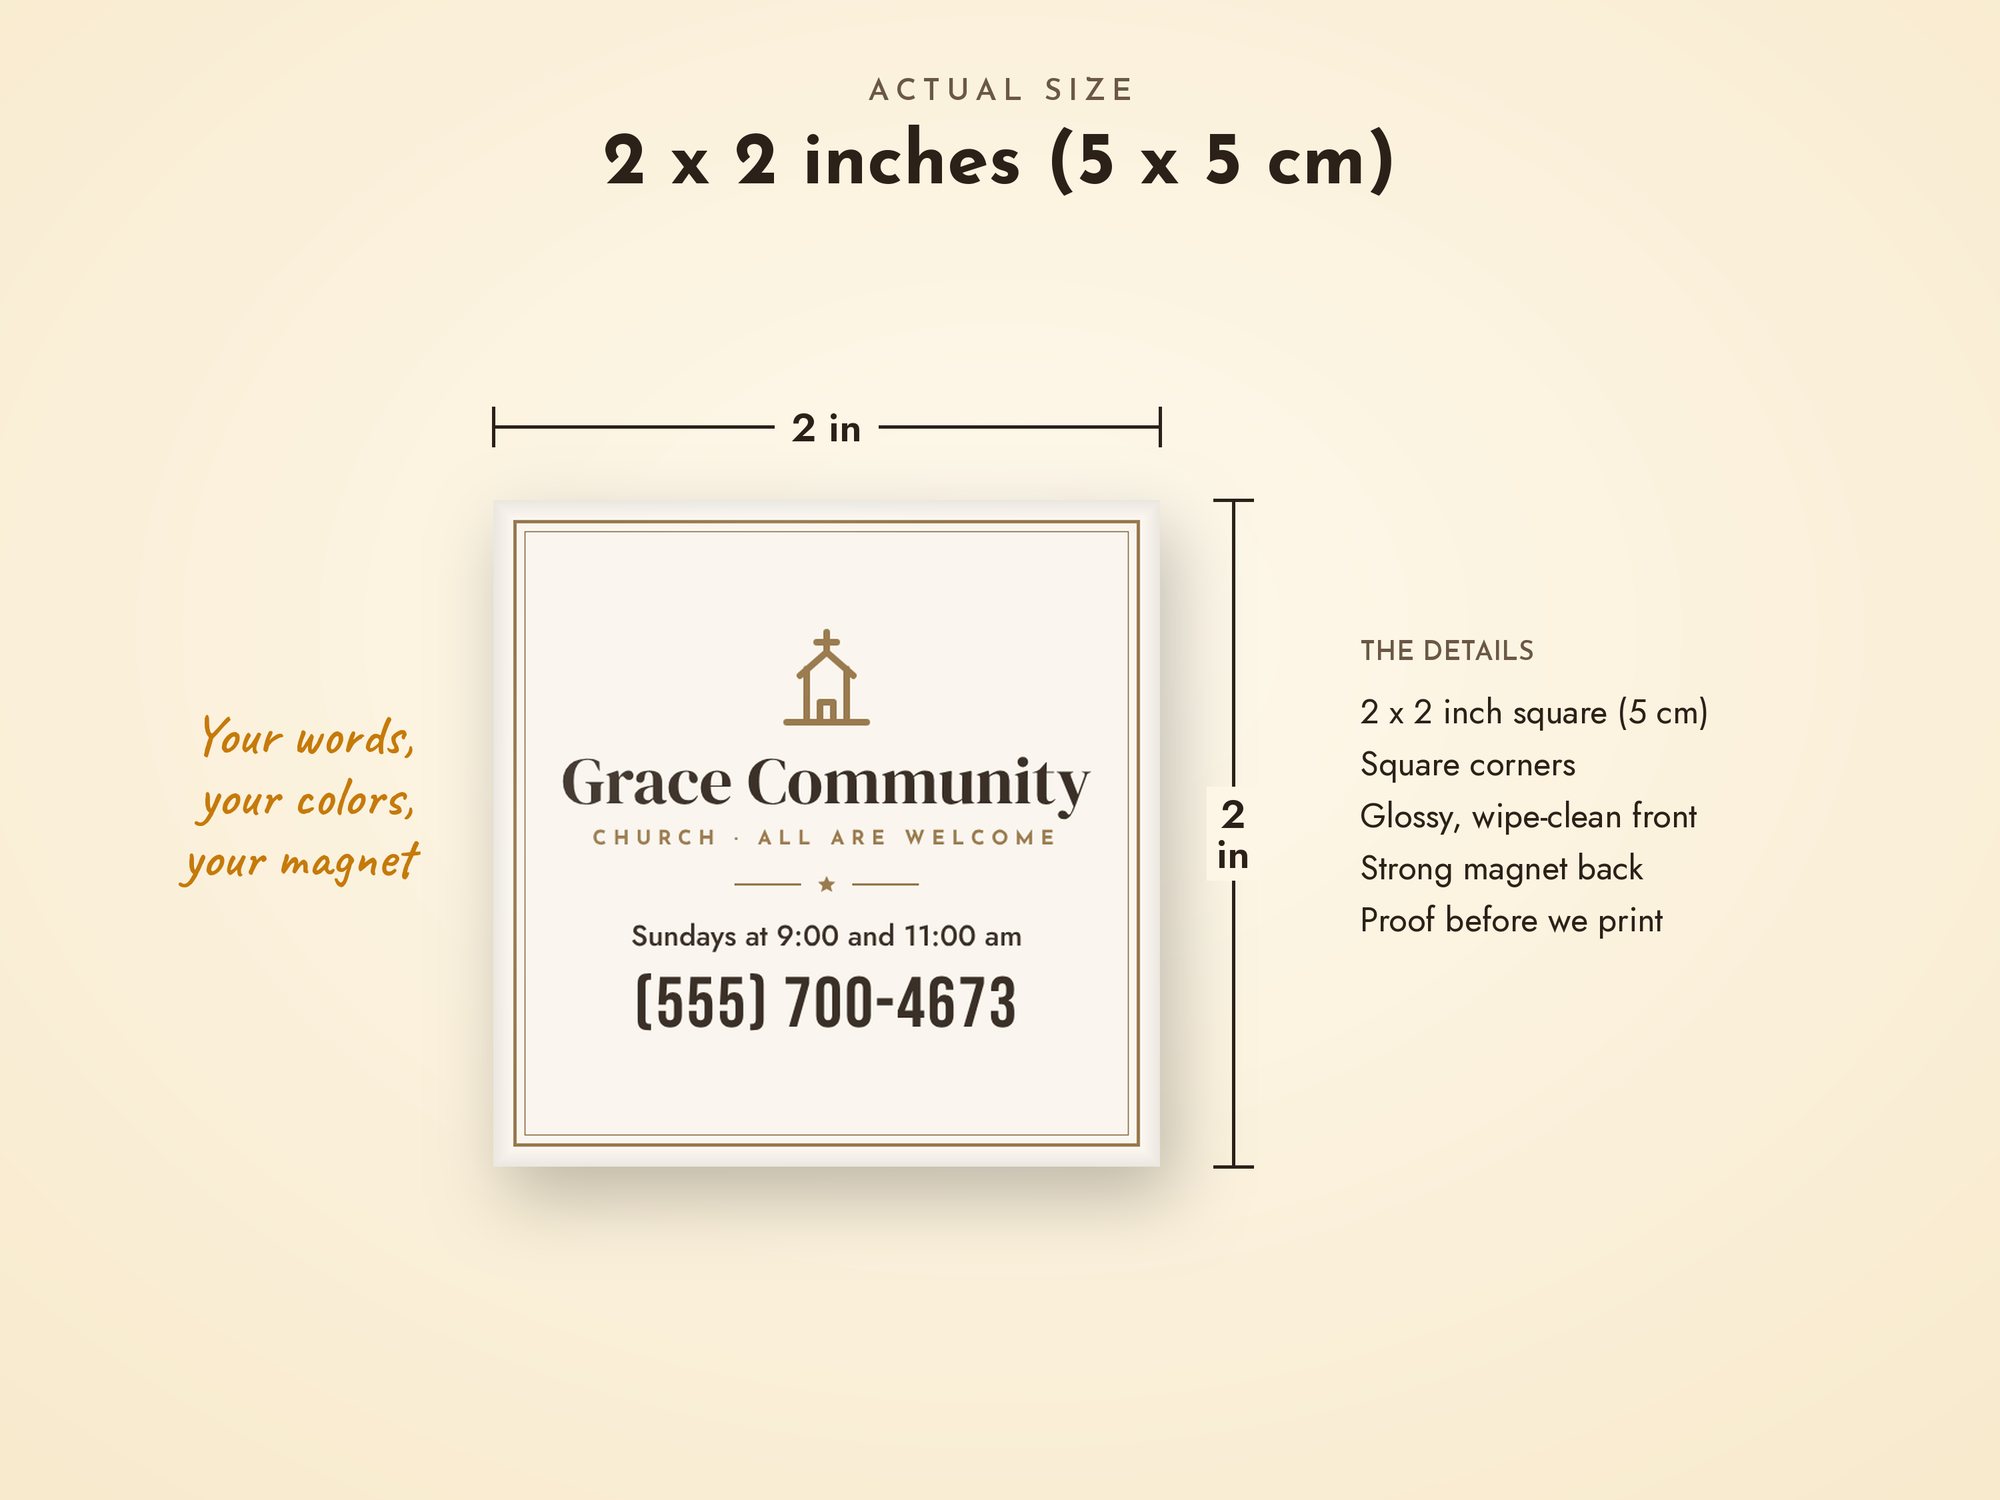 ACTUAL SIZE
2 x 2 inches (5 x 5 cm)
2 in
Grace Community
CHURCH · ALL ARE WELCOME
Sundays at 9:00 and 11:00 am
(555) 700-4673
2
in
Your words,
your colors,
your magnet
THE DETAILS
2 x 2 inch square (5 cm)
Square corners
Glossy, wipe-clean front
Strong magnet back
Proof before we print